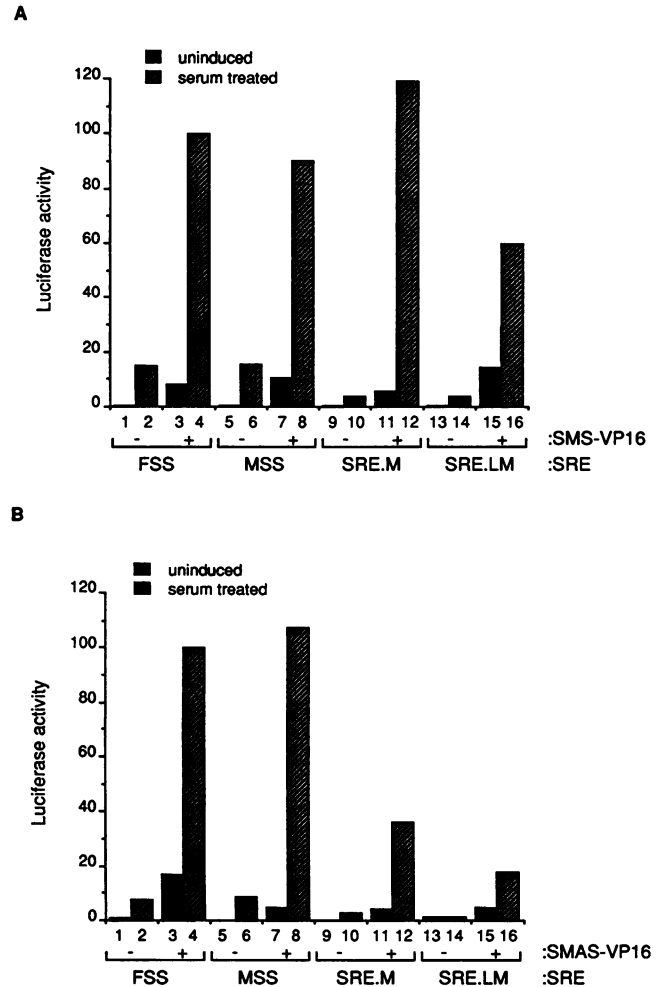 A
uninduced
serum treated
120
100
80
60
40
20
0
Luciferase activity
1 2 3 4 5 6 7 8 9 10 11 12 13 14 15 16
- + - + - + - + :SMS-VP16
FSS MSS SRE.M SRE.LM :SRE
B
uninduced
serum treated
120
100
80
60
40
20
0
Luciferase activity
1 2 3 4 5 6 7 8 9 10 11 12 13 14 15 16
- + - + - + - + :SMAS-VP16
FSS MSS SRE.M SRE.LM :SRE